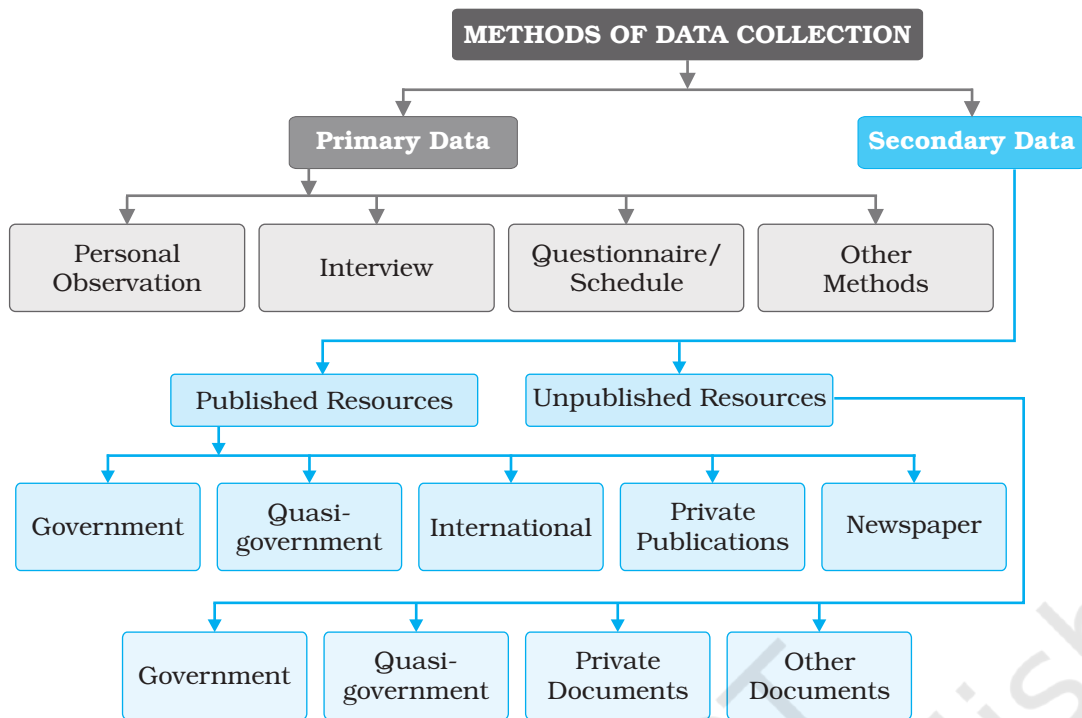 METHODS OF DATA COLLECTION
Primary Data
Secondary Data
Personal
Observation
Interview
Questionnaire/
Schedule
Other
Methods
Published Resources
Unpublished Resources
Government
Quasi-
government
International
Private
Publications
Newspaper
Government
Quasi-
government
Private
Documents
Other
Documents